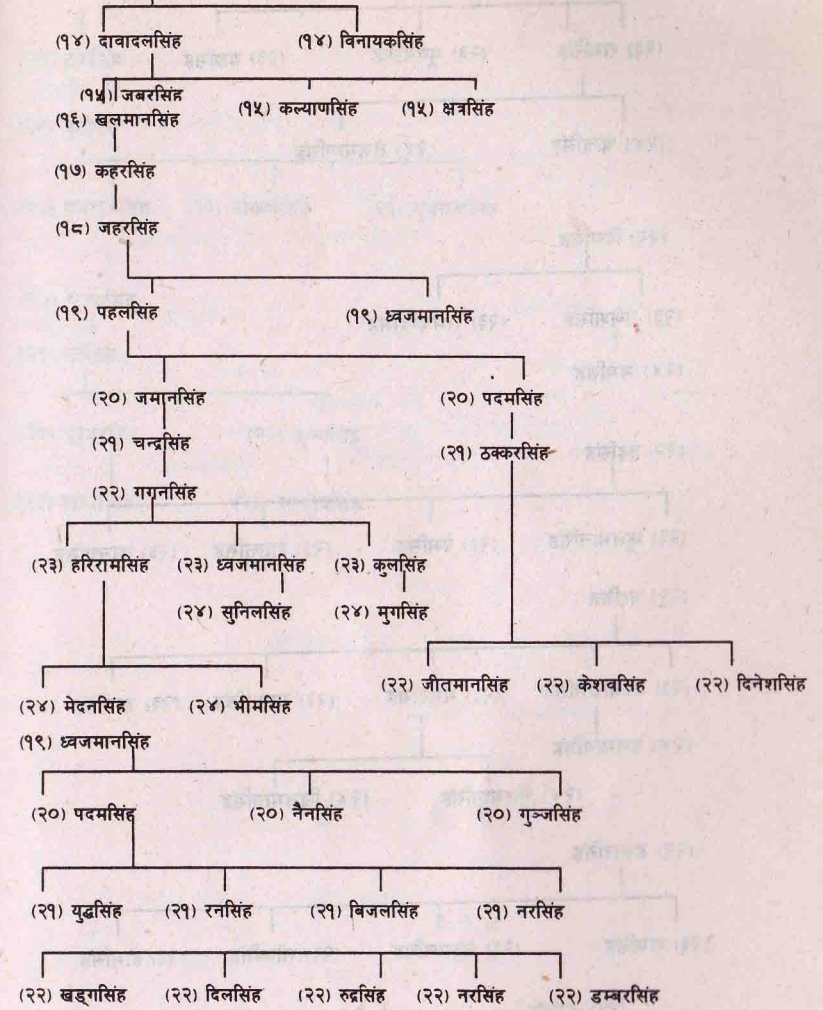 (१४) दावादलसिंह (१४) विनायकसिंह
(१५) जबरसिंह (१५) कल्याणसिंह (१५) क्षत्रसिंह
(१६) खलमानसिंह
(१७) कहरसिंह
(१८) जहरसिंह
(१९) पहलसिंह (१९) ध्वजमानसिंह
(२०) जमानसिंह (२०) पदमसिंह
(२१) चन्द्रसिंह (२१) ठक्करसिंह
(२२) गगनसिंह
(२३) हरिरामसिंह (२३) ध्वजमानसिंह (२३) कुलसिंह
(२४) सुनिलसिंह (२४) मुगसिंह
(२२) जीतमानसिंह (२२) केशवसिंह (२२) दिनेशसिंह
(२४) मेदनसिंह (२४) भीमसिंह
(१९) ध्वजमानसिंह
(२०) पदमसिंह (२०) नैनसिंह (२०) गुञ्जसिंह
(२१) युद्धसिंह (२१) रनसिंह (२१) बिजलसिंह (२१) नरसिंह
(२२) खड्गसिंह (२२) दिलसिंह (२२) रुद्रसिंह (२२) नरसिंह (२२) डम्बरसिंह